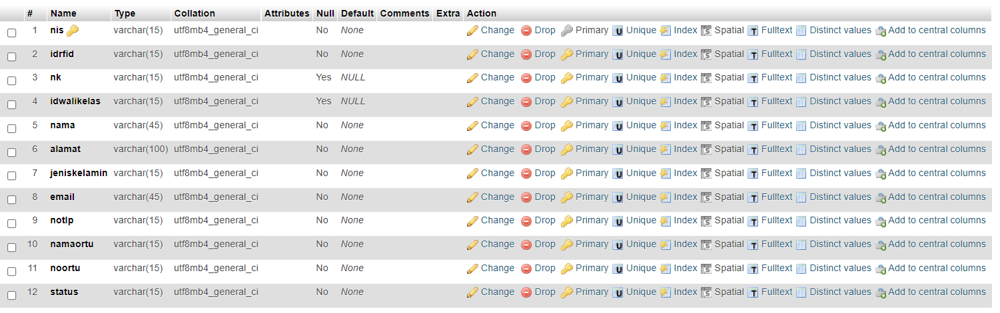 # Name Type Collation Attributes Null Default Comments Extra Action
1 nis varchar(15) utf8mb4_general_ci No None Change Drop Primary Unique Index Spatial Fulltext Distinct values Add to central columns
2 idrfid varchar(15) utf8mb4_general_ci No None Change Drop Primary Unique Index Spatial Fulltext Distinct values Add to central columns
3 nk varchar(15) utf8mb4_general_ci Yes NULL Change Drop Primary Unique Index Spatial Fulltext Distinct values Add to central columns
4 idwalikelas varchar(15) utf8mb4_general_ci Yes NULL Change Drop Primary Unique Index Spatial Fulltext Distinct values Add to central columns
5 nama varchar(45) utf8mb4_general_ci No None Change Drop Primary Unique Index Spatial Fulltext Distinct values Add to central columns
6 alamat varchar(100) utf8mb4_general_ci No None Change Drop Primary Unique Index Spatial Fulltext Distinct values Add to central columns
7 jeniskelamin varchar(15) utf8mb4_general_ci No None Change Drop Primary Unique Index Spatial Fulltext Distinct values Add to central columns
8 email varchar(45) utf8mb4_general_ci No None Change Drop Primary Unique Index Spatial Fulltext Distinct values Add to central columns
9 notlp varchar(15) utf8mb4_general_ci No None Change Drop Primary Unique Index Spatial Fulltext Distinct values Add to central columns
10 namaortu varchar(15) utf8mb4_general_ci No None Change Drop Primary Unique Index Spatial Fulltext Distinct values Add to central columns
11 noortu varchar(15) utf8mb4_general_ci No None Change Drop Primary Unique Index Spatial Fulltext Distinct values Add to central columns
12 status varchar(15) utf8mb4_general_ci No None Change Drop Primary Unique Index Spatial Fulltext Distinct values Add to central columns